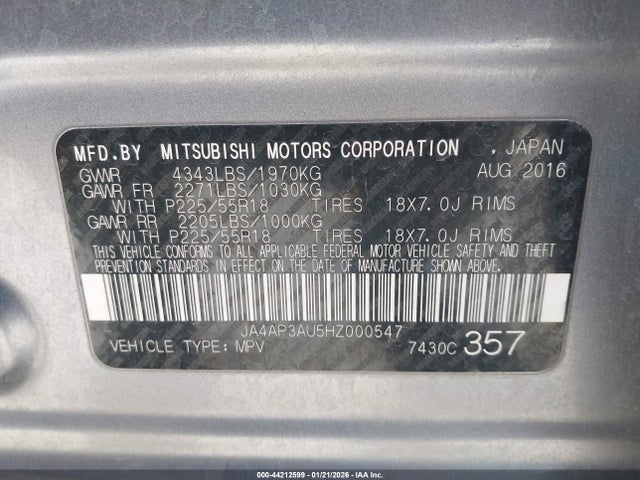 MFD.BY MITSUBISHI MOTORS CORPORATION . JAPAN
GVWR 4343LBS/1970KG AUG 2016
GAWR FR 2271LBS/1030KG
WITH P225/55R18 TIRES 18X7.0J RIMS
GAWR RR 2205LBS/1000KG
WITH P225/55R18 TIRES 18X7.0J RIMS
THIS VEHICLE CONFORMS TO ALL APPLICABLE FEDERAL MOTOR VEHICLE SAFETY AND THEFT
PREVENTION STANDARDS IN EFFECT ON THE DATE OF MANUFACTURE SHOWN ABOVE.
JA4AP3AU5HZ000547
VEHICLE TYPE: MPV 7430C 357
000-44212599 - 01/21/2026 - IAAI Inc.